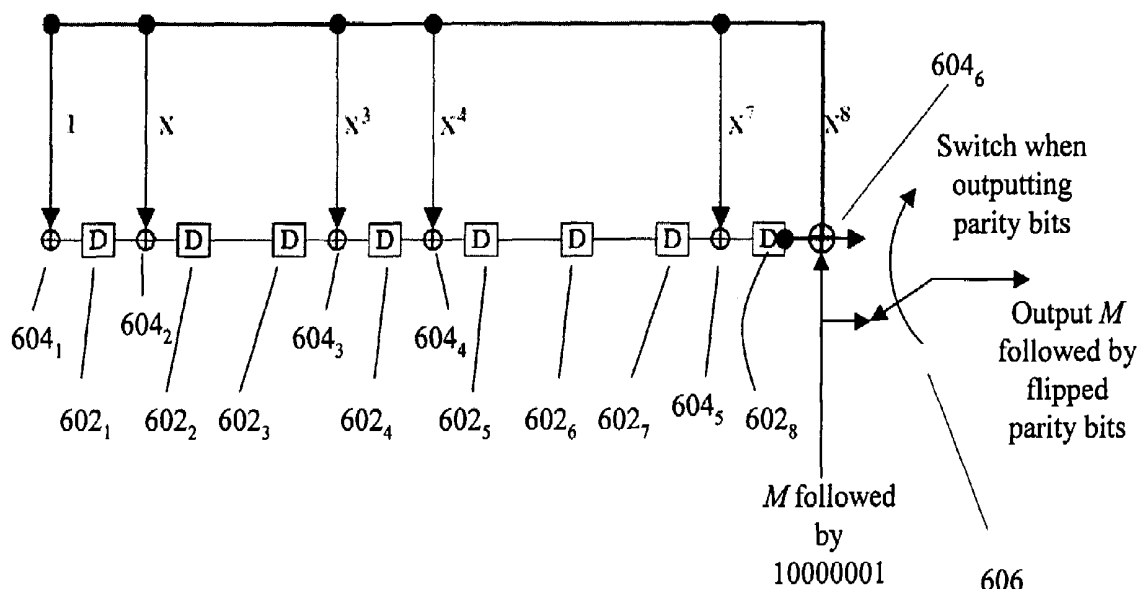 604₆
1 X X³ X⁴ X⁷ X⁸
Switch when
outputting
parity bits
D D D D D D D D
604₁ 604₂ 604₃ 604₄
602₁ 602₂ 602₃ 602₄ 602₅ 602₆ 602₇ 604₅ 602₈
Output M
followed by
flipped
parity bits
M followed
by
10000001
606